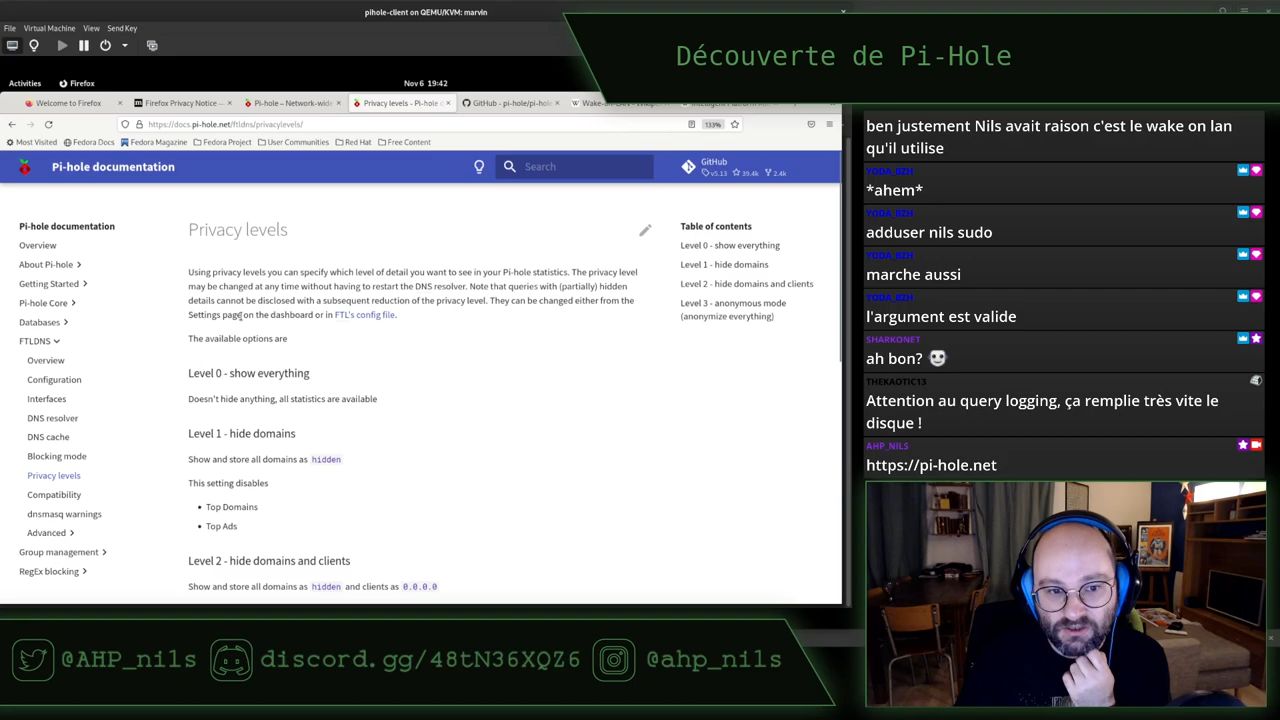 pihole-client on QEMU/KVM: marvin
File Virtual Machine View Send Key
Découverte de Pi-Hole
Activities Firefox Nov 6 19:42
Welcome to Firefox
Firefox Privacy Notice —
Pi-hole – Network-wide
Privacy levels - Pi-hole d
GitHub - pi-hole/pi-hole:
https://docs.pi-hole.net/ftldns/privacylevels/
133%
Most Visited Fedora Docs Fedora Magazine Fedora Project User Communities Red Hat Free Content
Pi-hole documentation
Search
GitHub
v5.13 39.4k 2.4k
Pi-hole documentation
Overview
About Pi-hole
Getting Started
Pi-hole Core
Databases
FTLDNS
Overview
Configuration
Interfaces
DNS resolver
DNS cache
Blocking mode
Privacy levels
Compatibility
dnsmasq warnings
Advanced
Group management
RegEx blocking
Privacy levels
Using privacy levels you can specify which level of detail you want to see in your Pi-hole statistics. The privacy level
may be changed at any time without having to restart the DNS resolver. Note that queries with (partially) hidden
details cannot be disclosed with a subsequent reduction of the privacy level. They can be changed either from the
Settings page on the dashboard or in FTL's config file.
The available options are
Level 0 - show everything
Doesn't hide anything, all statistics are available
Level 1 - hide domains
Show and store all domains as hidden
This setting disables
• Top Domains
• Top Ads
Level 2 - hide domains and clients
Show and store all domains as hidden and clients as 0.0.0.0
Table of contents
Level 0 - show everything
Level 1 - hide domains
Level 2 - hide domains and clients
Level 3 - anonymous mode
(anonymize everything)
ben justement Nils avait raison c'est le wake on lan
qu'il utilise
YODA_BZH
*ahem*
YODA_BZH
adduser nils sudo
YODA_BZH
marche aussi
YODA_BZH
l'argument est valide
SHARKONET
ah bon?
THEKAOTIC13
Attention au query logging, ça remplie très vite le
disque !
AHP_NILS
https://pi-hole.net
@AHP_nils discord.gg/48tN36XQZ6 @ahp_nils